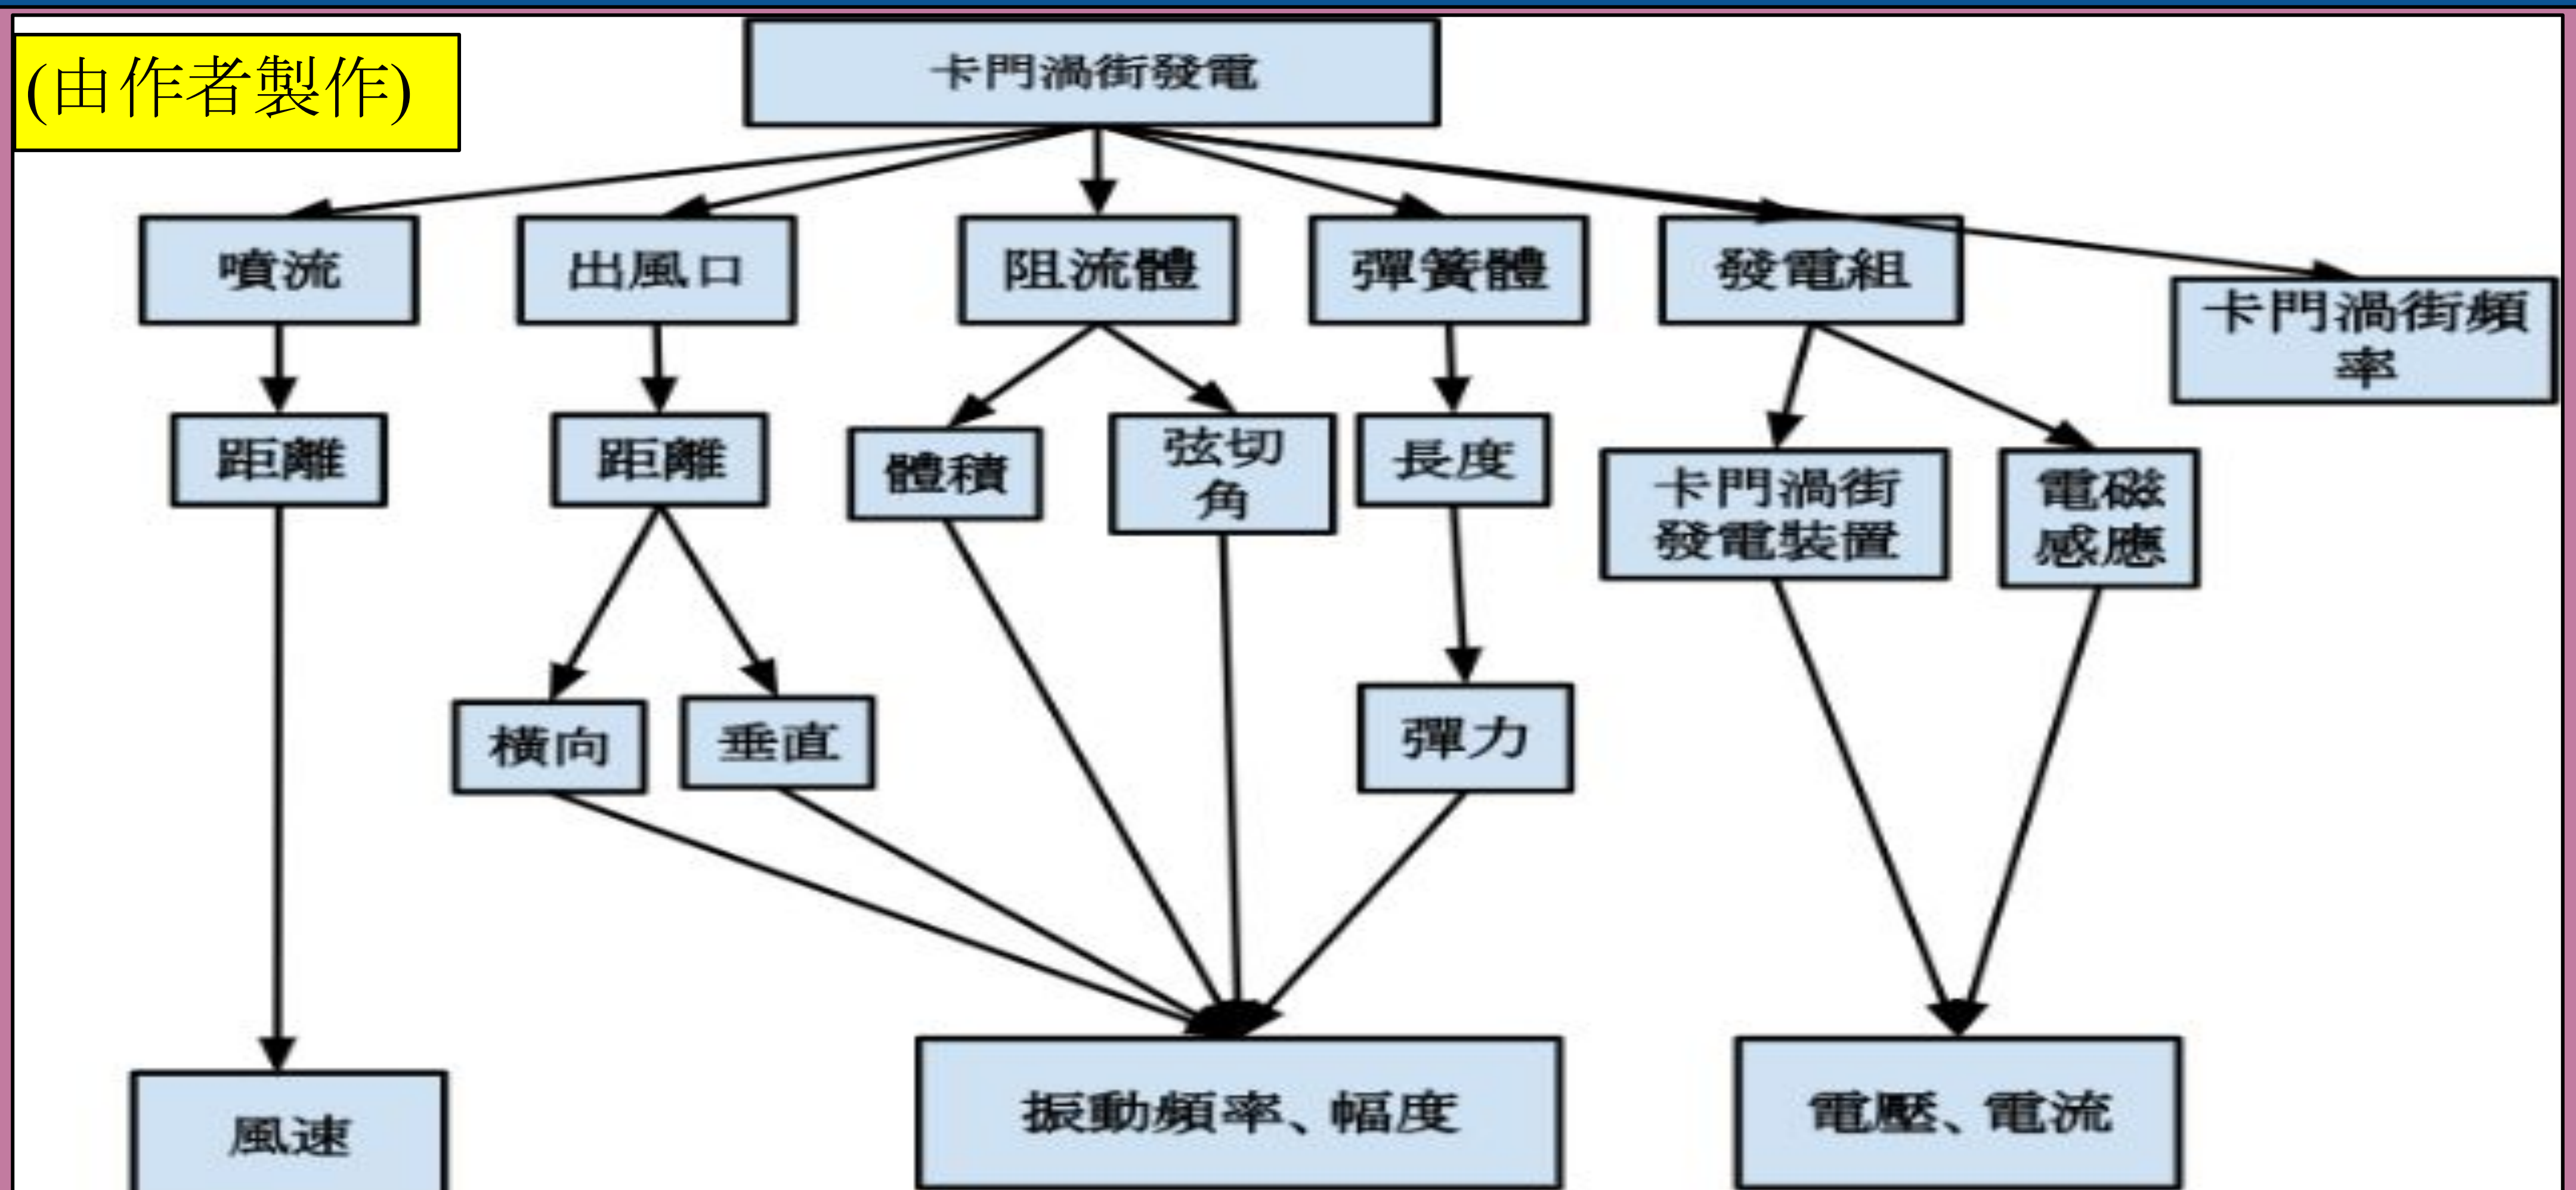 (由作者製作)
卡門渦街發電
噴流
出風口
阻流體
彈簧體
發電組
卡門渦街頻
率
距離
距離
體積
弦切
角
長度
卡門渦街
發電裝置
電磁
感應
橫向
垂直
彈力
風速
振動頻率、幅度
電壓、電流